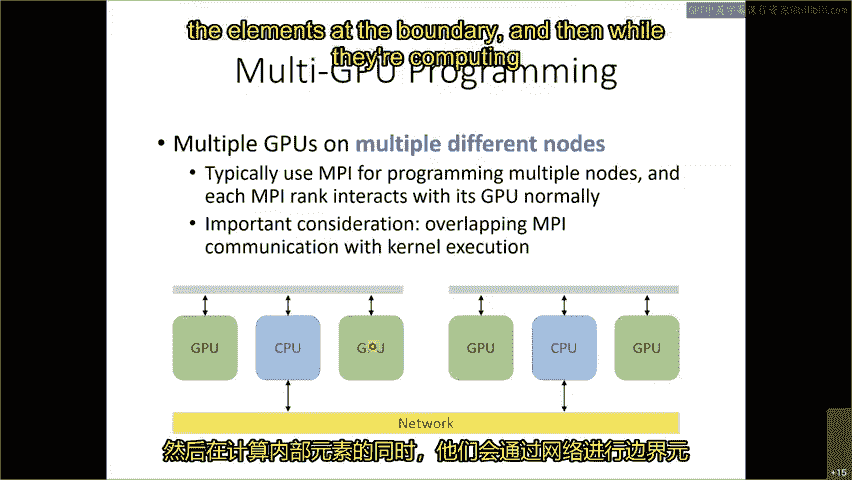 the elements at the boundary, and then while
they're computing
Multi-GPU Programming
• Multiple GPUs on multiple different nodes
• Typically use MPI for programming multiple nodes, and
each MPI rank interacts with its GPU normally
• Important consideration: overlapping MPI
communication with kernel execution
GPU CPU GPU GPU CPU GPU
Network
然后在计算内部元素的同时，他们会通过网络进行边界元
+15